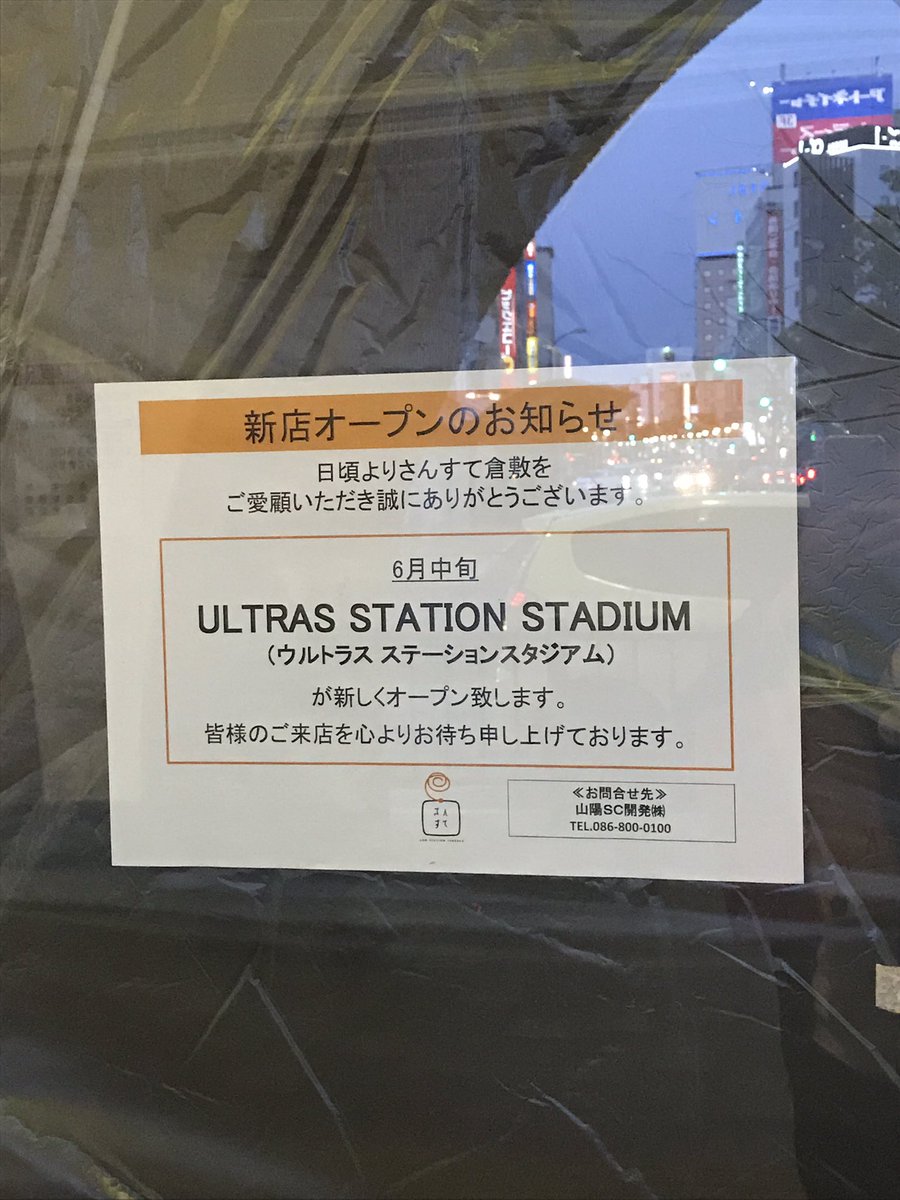 新店オープンのお知らせ
日頃よりさんすて倉敷を
ご愛顧いただき誠にありがとうございます。
6月中旬
ULTRAS STATION STADIUM
（ウルトラス ステーションスタジアム）
が新しくオープン致します。
皆様のご来店を心よりお待ち申し上げております。
さん
すて
≪お問合せ先≫
山陽SC開発㈱
TEL.086-800-0100